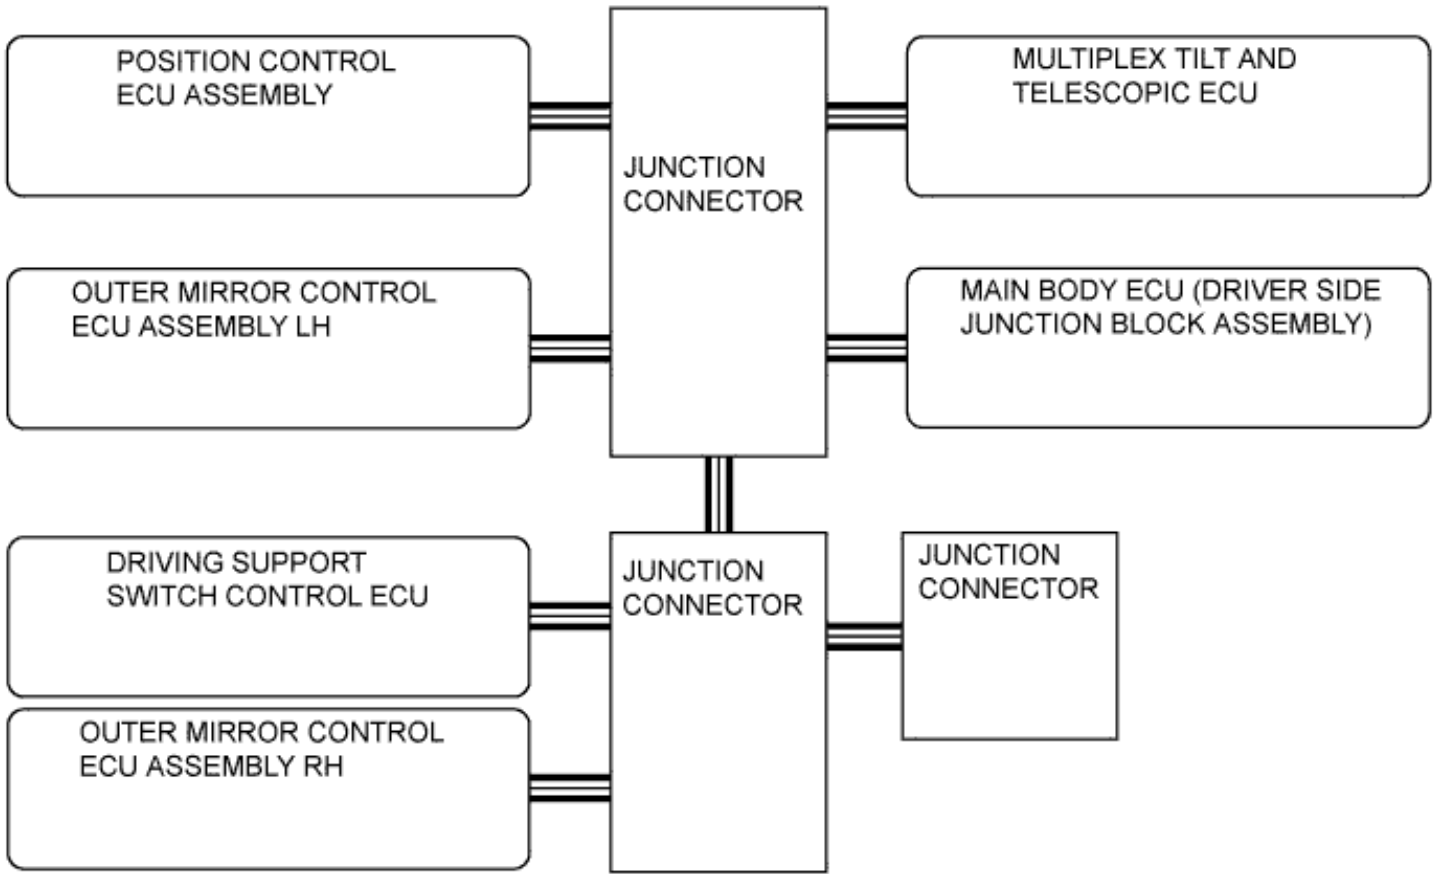 POSITION CONTROL
ECU ASSEMBLY
MULTIPLEX TILT AND
TELESCOPIC ECU
JUNCTION
CONNECTOR
OUTER MIRROR CONTROL
ECU ASSEMBLY LH
MAIN BODY ECU (DRIVER SIDE
JUNCTION BLOCK ASSEMBLY)
DRIVING SUPPORT
SWITCH CONTROL ECU
JUNCTION
CONNECTOR
JUNCTION
CONNECTOR
OUTER MIRROR CONTROL
ECU ASSEMBLY RH